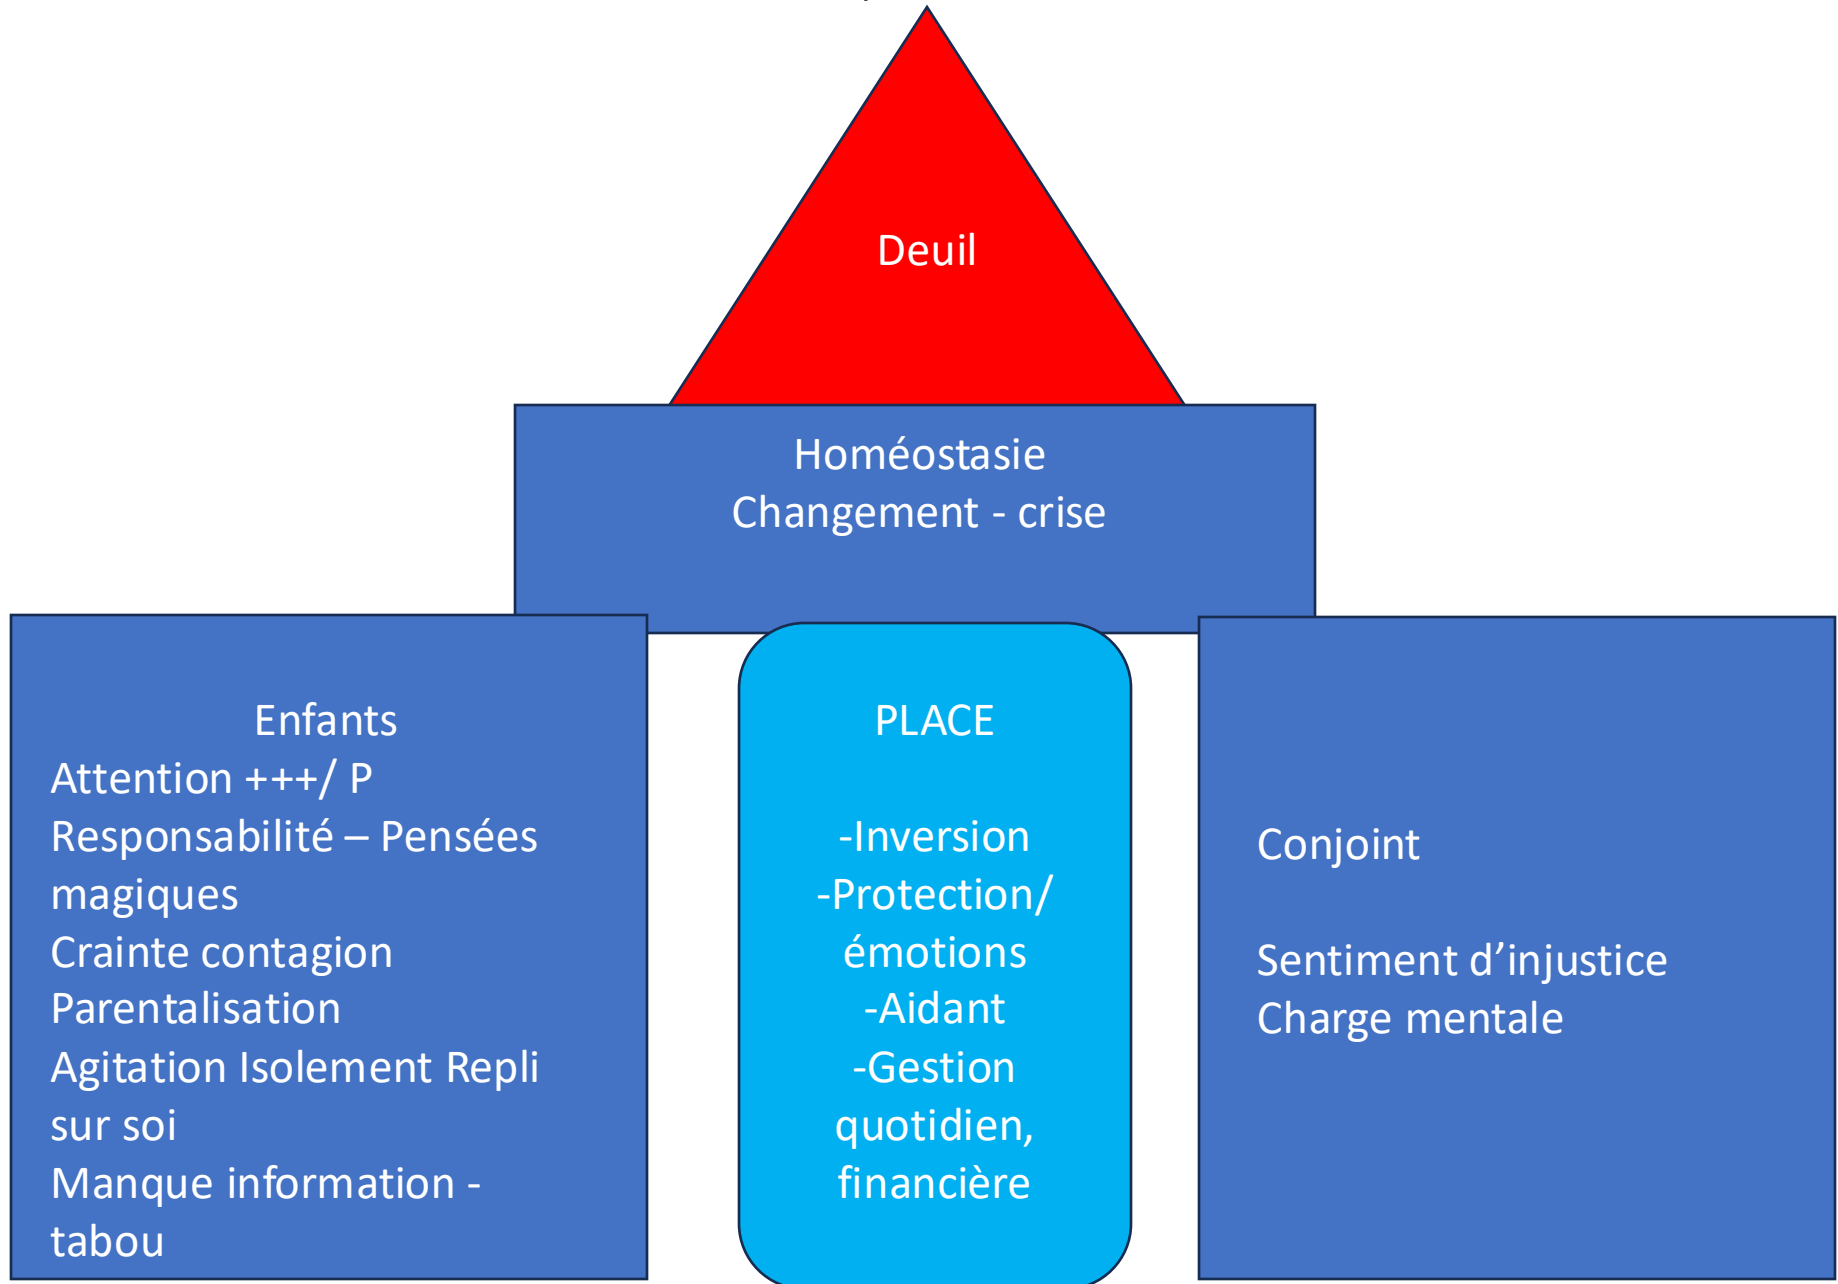 Deuil
Homéostasie
Changement - crise
Enfants
Attention +++/ P
Responsabilité – Pensées
magiques
Crainte contagion
Parentalisation
Agitation Isolement Repli
sur soi
Manque information -
tabou
PLACE
-Inversion
-Protection/
émotions
-Aidant
-Gestion
quotidien,
financière
Conjoint
Sentiment d’injustice
Charge mentale